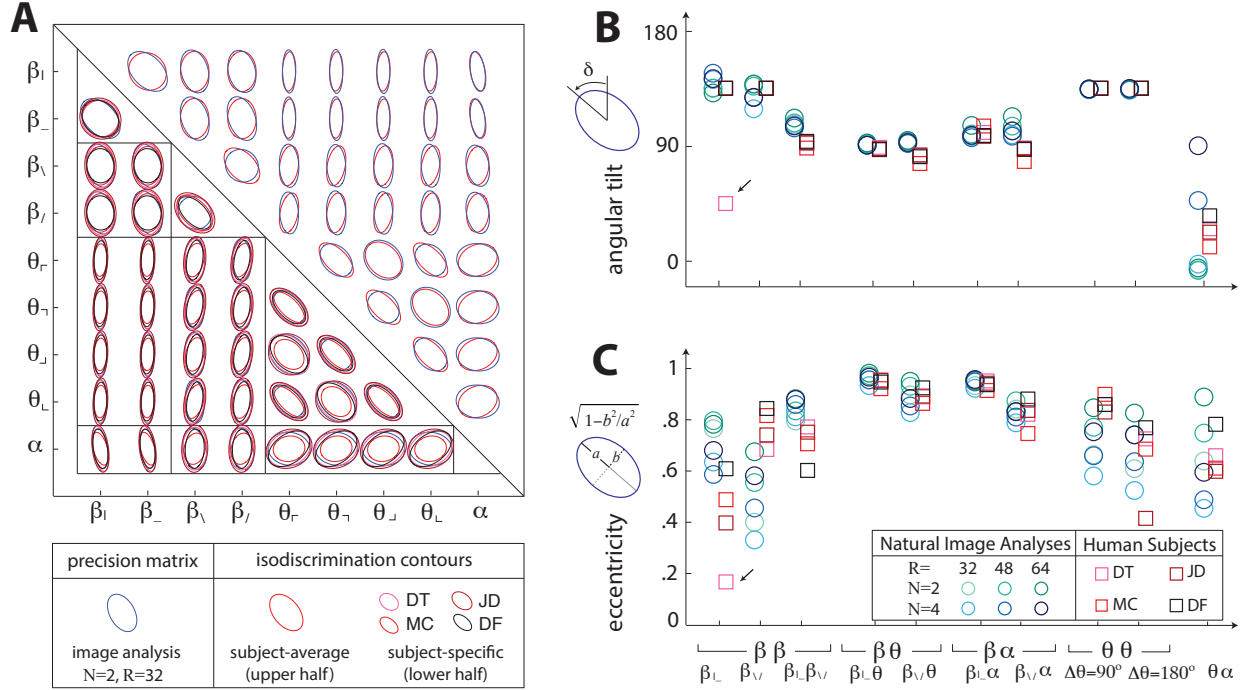 A
β|
β_
β\
β/
θ⌜
θ⌝
θ⌟
θ⌞
α
β| β_ β\ β/ θ⌜ θ⌝ θ⌟ θ⌞ α
precision matrix
isodiscrimination contours
image analysis
N=2, R=32
subject-average
(upper half)
DT JD
MC DF
subject-specific
(lower half)
B
180
90
0
δ
angular tilt
C
1
.8
.6
.4
.2
0
√1−b²/a²
a b
eccentricity
Natural Image Analyses Human Subjects
R= 32 48 64
N=2
N=4
DT JD
MC DF
β|_ β\/ β|_β\/ β|_θ β\/θ β|_α β\/α Δθ=90° Δθ=180° θα
β β β θ β α θ θ